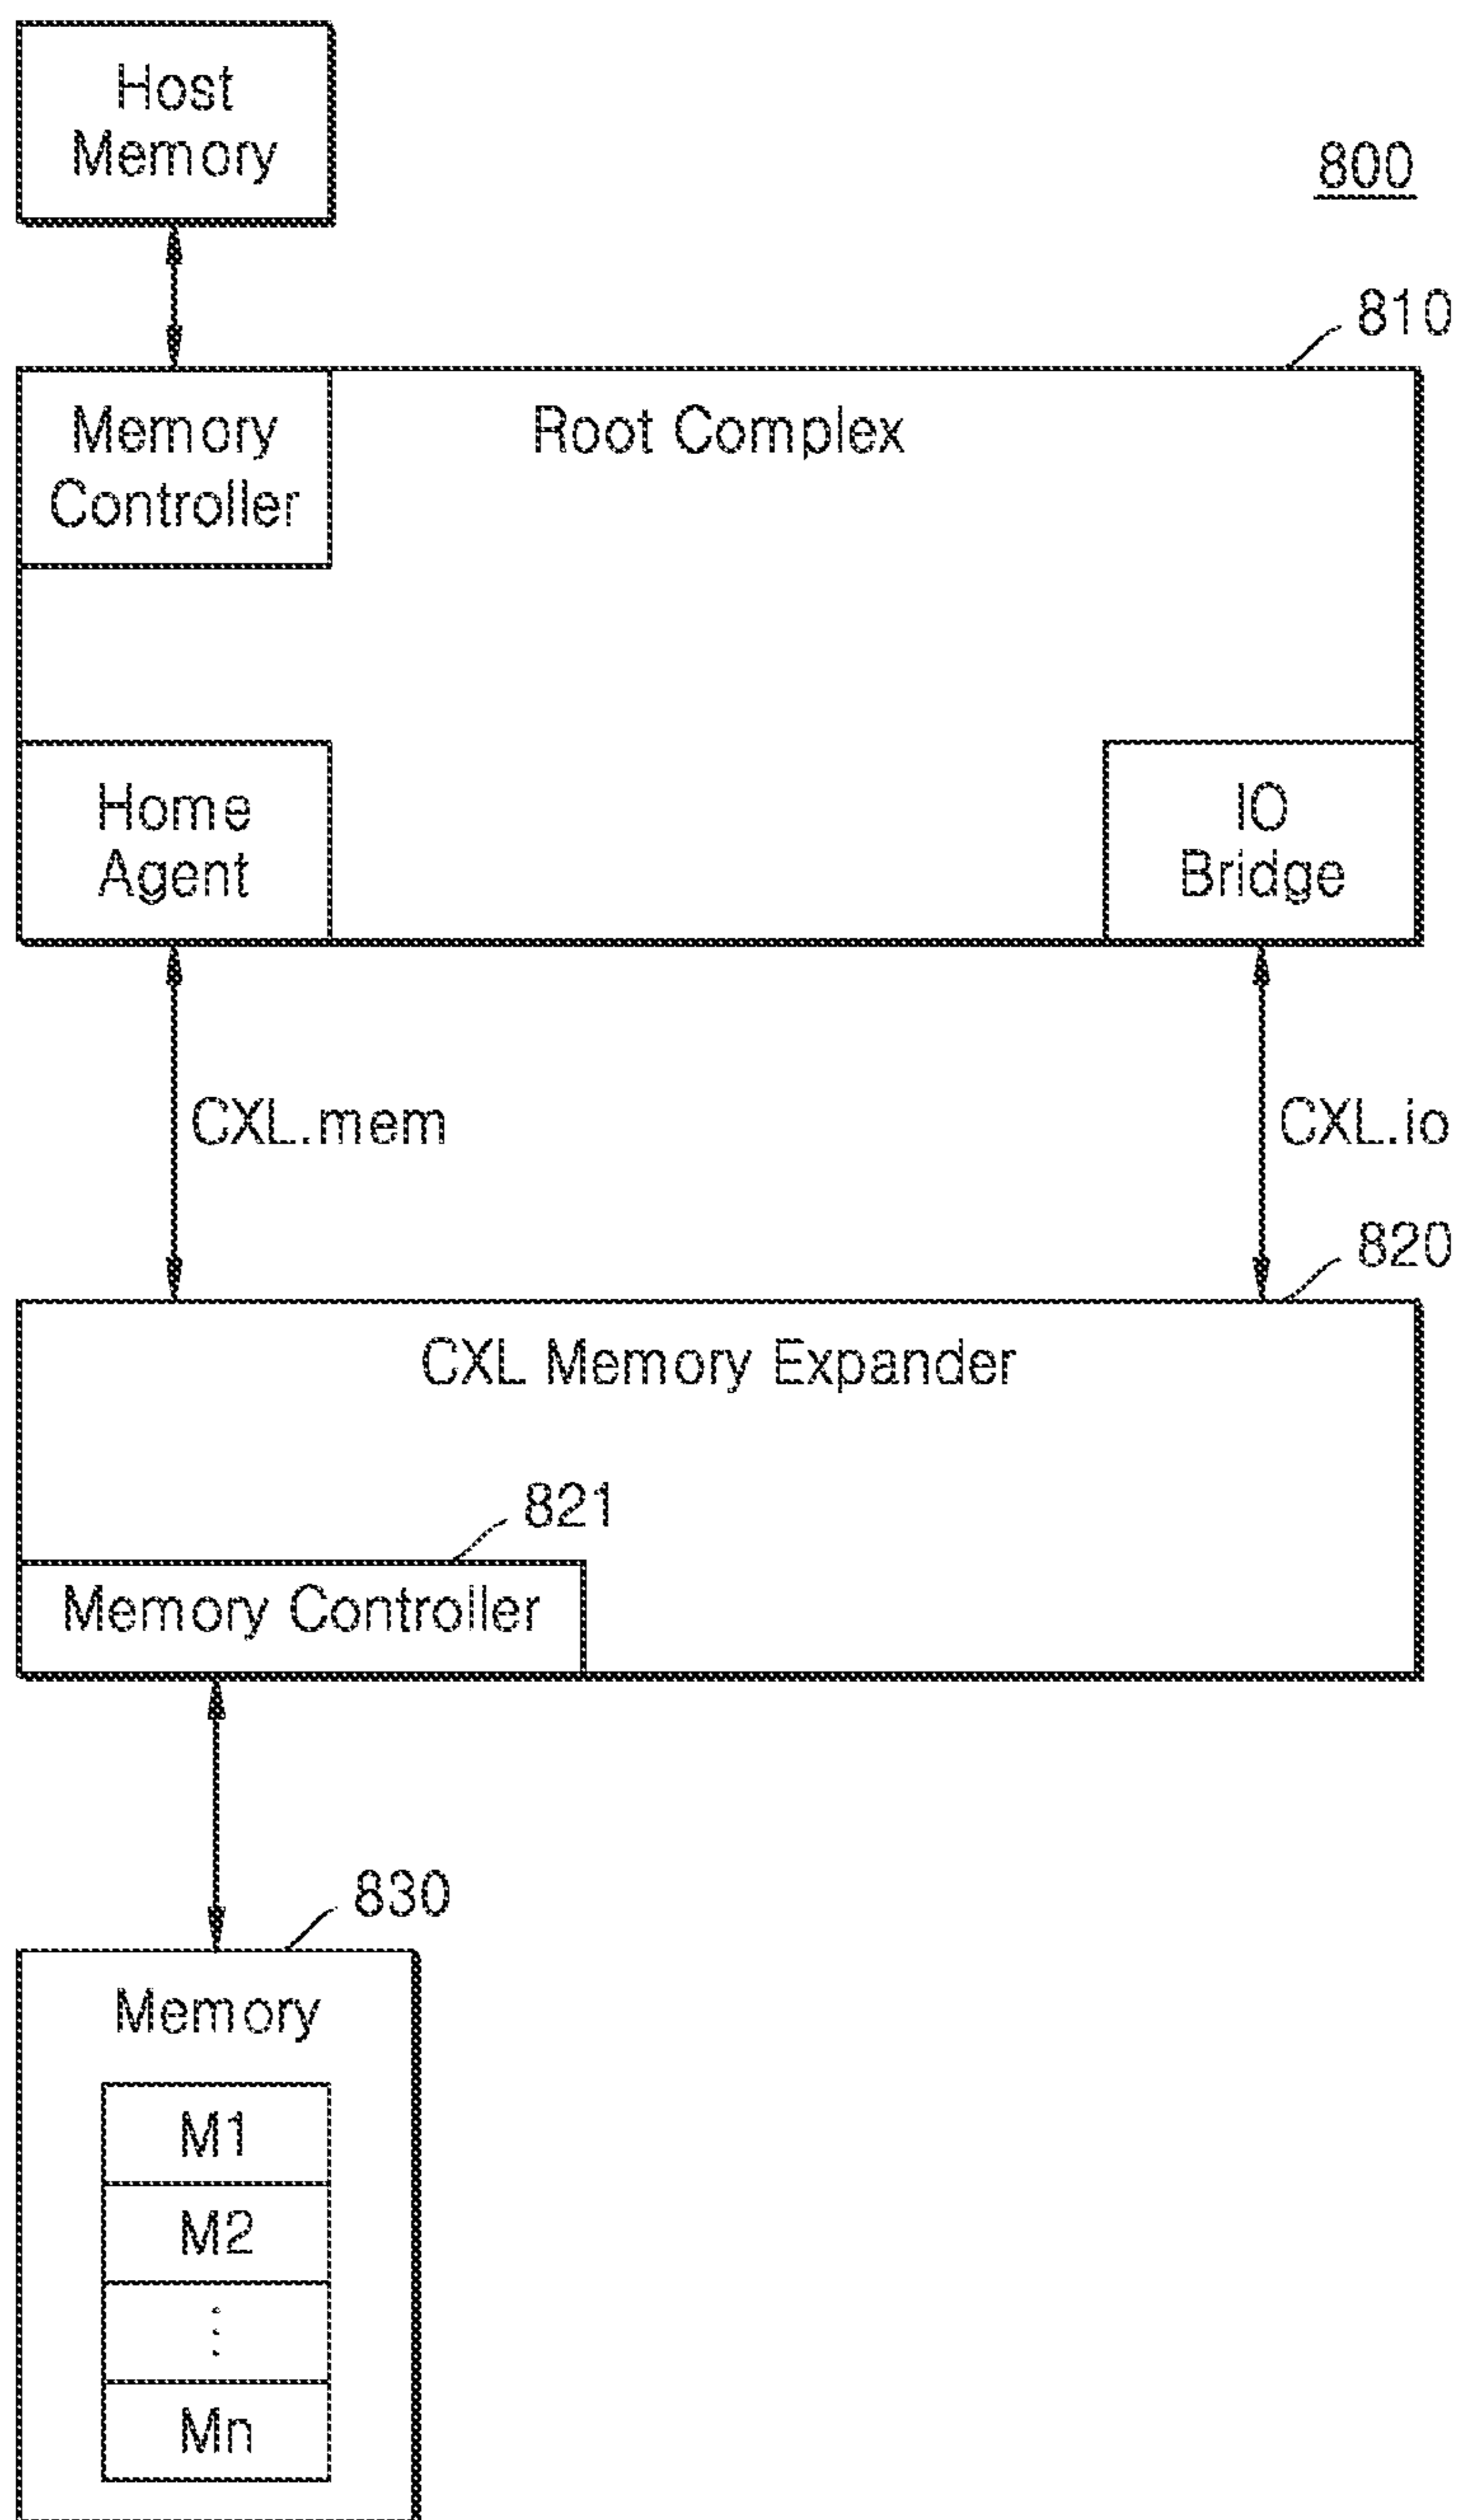 Host
Memory
800
810
Memory
Controller
Root Complex
Home
Agent
IO
Bridge
CXL.mem
CXL.io
820
CXL Memory Expander
821
Memory Controller
830
Memory
M1
M2
⋮
Mn